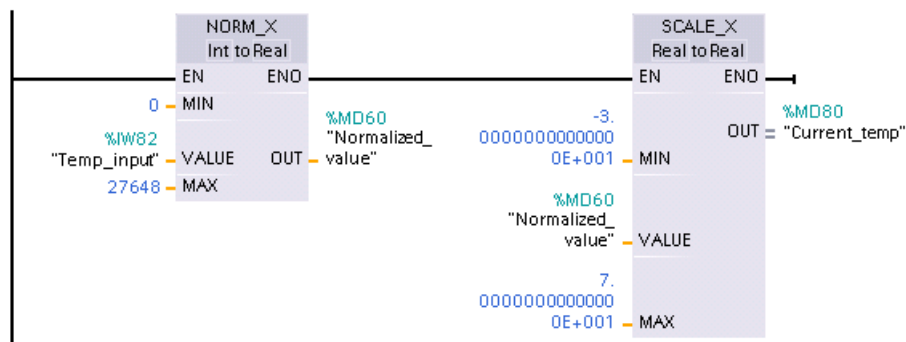 NORM_X
Int to Real
EN ENO
0 MIN
%IW82
"Temp_input" VALUE
27648 MAX
%MD60
"Normalized_
OUT value"
SCALE_X
Real to Real
EN ENO
-3.
0000000000000
0E+001 MIN
%MD80
OUT "Current_temp"
%MD60
"Normalized_
value" VALUE
7.
0000000000000
0E+001 MAX